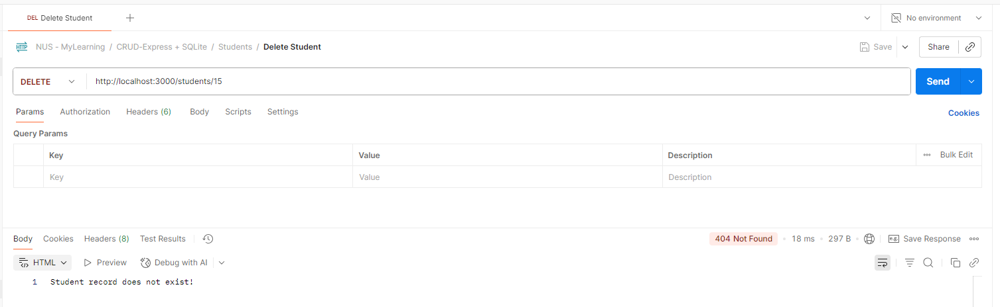 DEL Delete Student
No environment
HTTP NUS - MyLearning / CRUD-Express + SQLite / Students / Delete Student
Save Share
DELETE http://localhost:3000/students/15 Send
Params Authorization Headers (6) Body Scripts Settings Cookies
Query Params
Key Value Description Bulk Edit
Key Value Description
Body Cookies Headers (8) Test Results 404 Not Found 18 ms 297 B e.g. Save Response
HTML Preview Debug with AI
1 Student record does not exist!